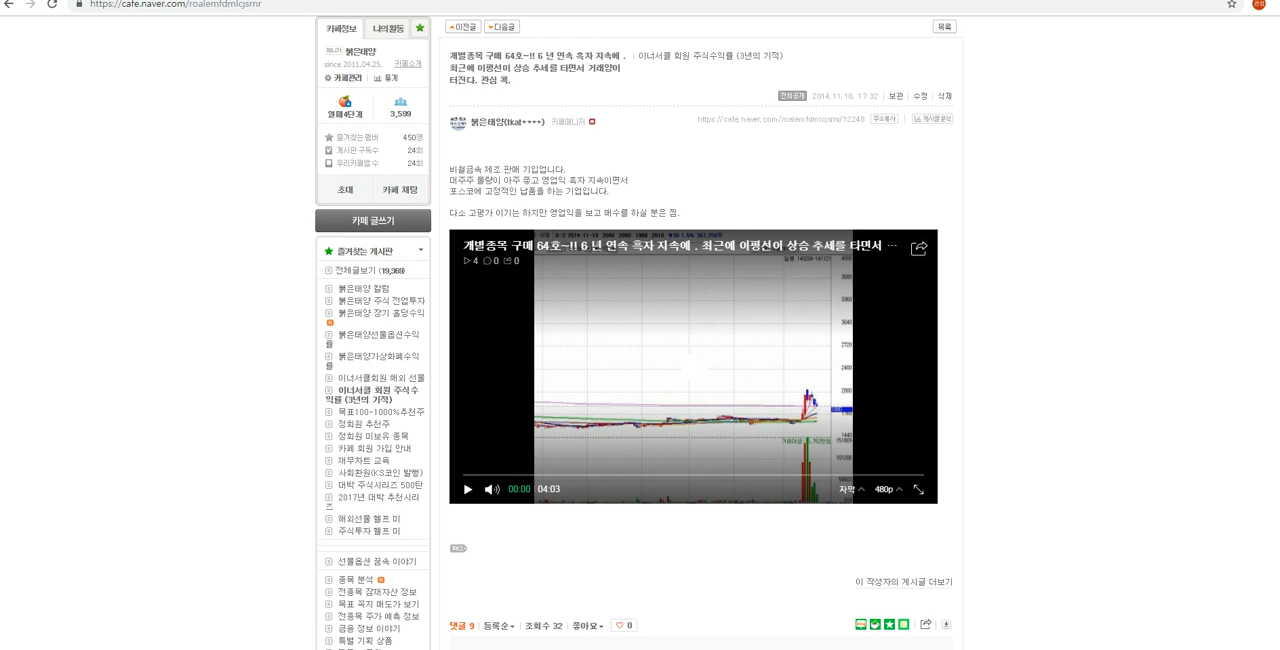 https://cafe.naver.com/roalemfdmlcjsrnr
카페정보 나의활동
매니저 붉은태양
since 2011.04.25. 카페소개
카페관리 통계
열매4단계 3,599
즐겨찾는 멤버 450명
게시판 구독수 24회
우리카페앱 수 24회
초대 카페 채팅
카페 글쓰기
즐겨찾는 게시판
전체글보기 (19,369)
붉은태양 칼럼
붉은태양 주식 전업투자
붉은태양 장기 홀딩수익
붉은태양선물옵션수익
률
붉은태양가상화폐수익
률
이너서클회원 해외 선물
이너서클 회원 주식수
익률 (3년의 기적)
목표100-1000%추천주
정회원 추천주
정회원 미보유 종목
카페 회원 가입 안내
재무차트 교육
사회환원(KS코인 발행)
대박 주식시리즈 500탄
2017년 대박 추천시리
즈
해외선물 헬프 미
주식투자 헬프 미
선물옵션 꿈속 이야기
종목 분석
전종목 잠재자산 정보
목표 꼭지 매도가 보기
전종목 주가 예측 정보
금융 정보 이야기
특별 기획 상품
이전글 다음글 목록
개별종목 구매 64호~!! 6 년 연속 흑자 지속에 . 이너서클 회원 주식수익률 (3년의 기적)
최근에 이평선이 상승 추세를 타면서 거래량이
터진다. 관심 콕.
전체공개 2014.11.18. 17:32 보관 수정 삭제
붉은태양(tkat****) 카페매니저 https://cafe.naver.com/roalemfdmlcjsrnr/12248 주소복사 게시글 분석
비철금속 제조 판매 기업입니다.
대주주 물량이 아주 좋고 영업익 흑자 지속이면서
포스코에 고정적인 납품을 하는 기업입니다.
다소 고평가 이기는 하지만 영업익을 보고 매수를 하실 분은 찜.
개별종목 구매 64호~!! 6 년 연속 흑자 지속에 . 최근에 이평선이 상승 추세를 타면서 ...
4 0 0
00:00 04:03 자막 480p
태그
이 작성자의 게시글 더보기
댓글 9 등록순 조회수 32 좋아요 0